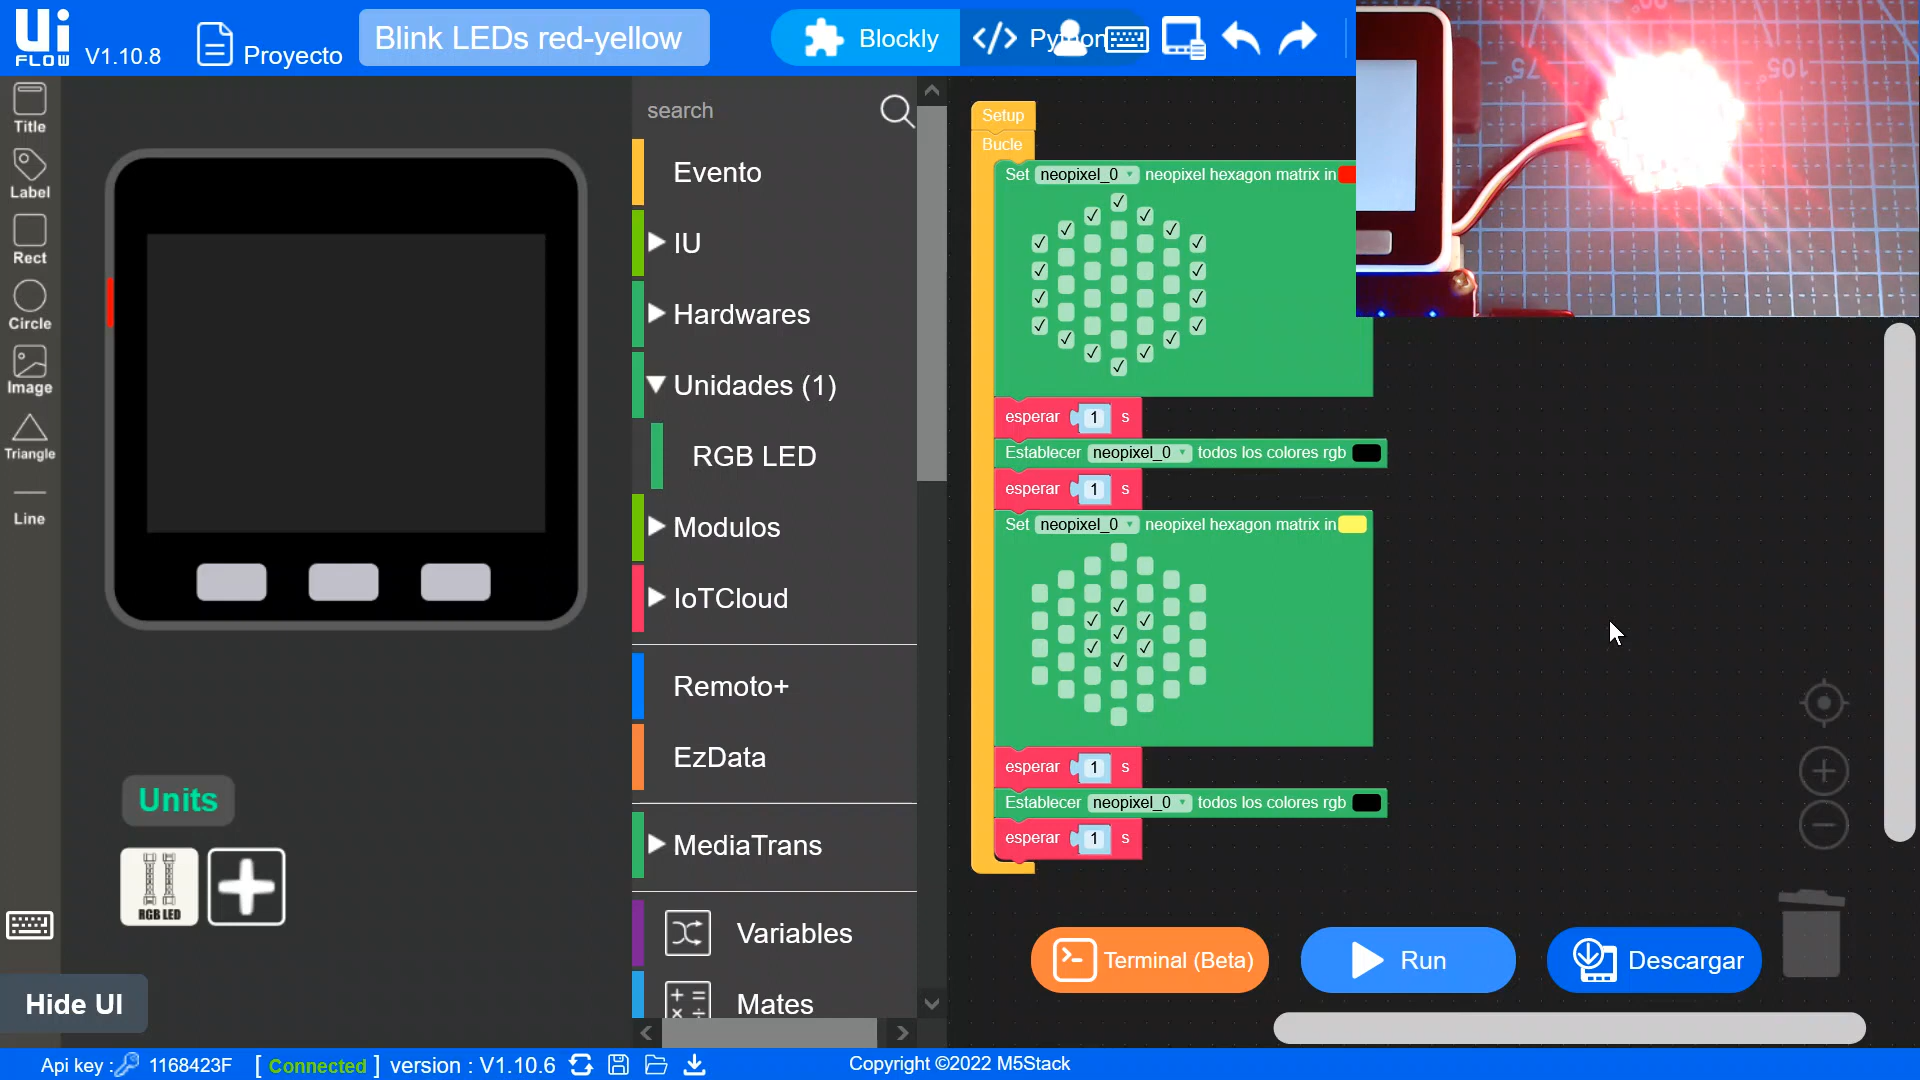 Ui
FLOW
V1.10.8
Proyecto
Blink LEDs red-yellow
Blockly
</> Python
Title
Label
Rect
Circle
Image
Triangle
Line
search
Evento
IU
Hardwares
Unidades (1)
RGB LED
Modulos
IoTCloud
Remoto+
EzData
MediaTrans
Variables
Mates
Setup
Bucle
Set neopixel_0 neopixel hexagon matrix in
esperar 1 s
Establecer neopixel_0 todos los colores rgb
esperar 1 s
Set neopixel_0 neopixel hexagon matrix in
esperar 1 s
Establecer neopixel_0 todos los colores rgb
esperar 1 s
75°
105°
Units
RGB LED
Hide UI
Terminal (Beta)
Run
Descargar
Api key : 1168423F [ Connected ] version : V1.10.6
Copyright ©2022 M5Stack